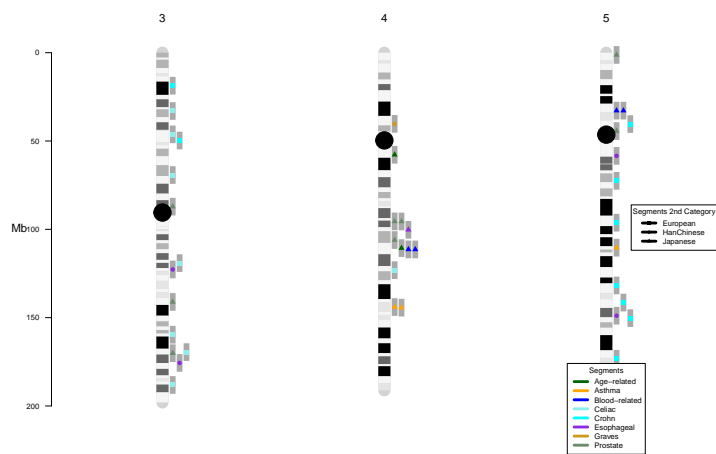 3 4 5
0
50
Mb
100
150
200
Segments 2nd Category
European
HanChinese
Japanese
Segments
Age-related
Asthma
Blood-related
Celiac
Crohn
Esophageal
Graves
Prostate